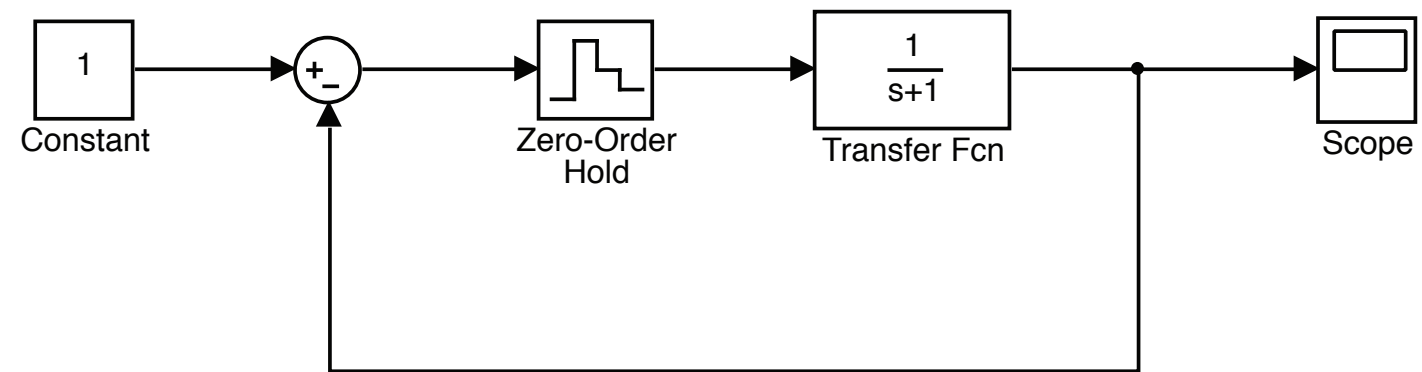 1
Constant
+
−
Zero-Order
Hold
1
s+1
Transfer Fcn
Scope